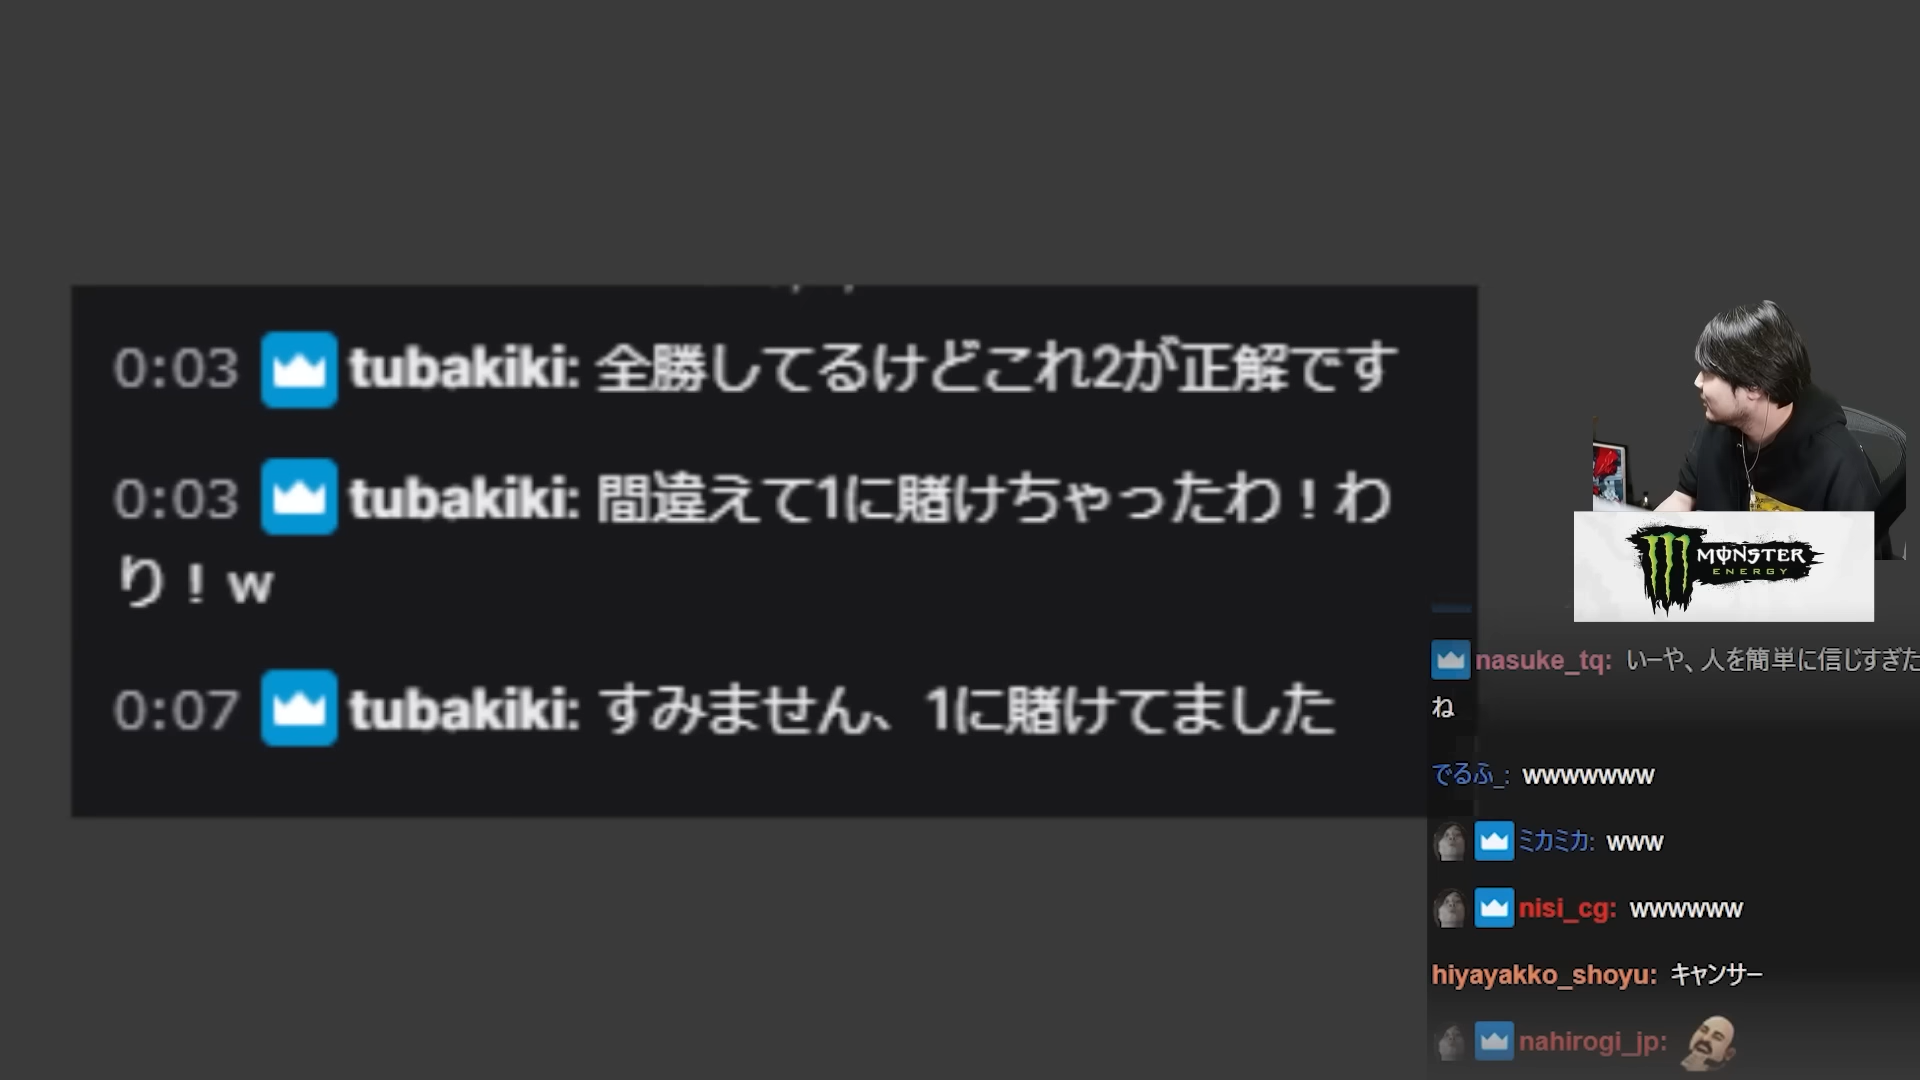 0:03 tubakiki: 全勝してるけどこれ2が正解です
0:03 tubakiki: 間違えて1に賭けちゃったわ！わ
り！w
0:07 tubakiki: すみません、1に賭けてました
MONSTER
ENERGY
nasuke_tq: いーや、人を簡単に信じすぎた
ね
でるふ_: wwwwwww
ミカミカ: www
nisi_cg: wwwwww
hiyayakko_shoyu: キャンサー
nahirogi_jp: